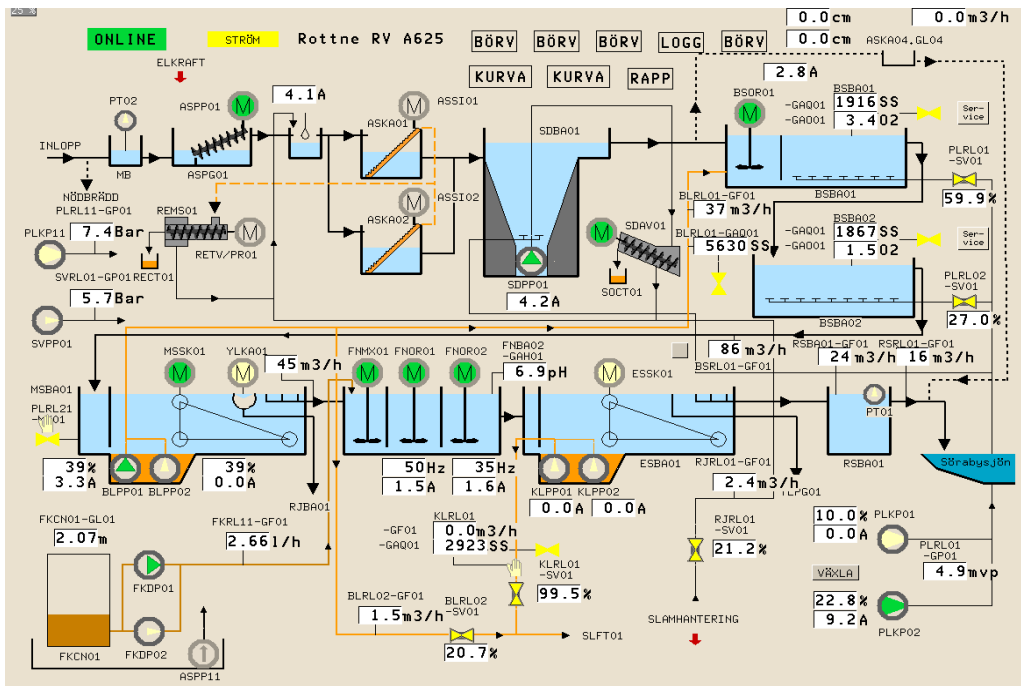 25 %
ONLINE
STRÖM
Rottne RV A625
BÖRV
BÖRV
BÖRV
LOGG
BÖRV
KURVA
KURVA
RAPP
0.0cm
0.0m3/h
0.0cm
ASKA04.GL04
ELKRAFT
PT02
ASPP01
M
4.1A
M
ASSI01
ASKA01
INLOPP
MB
ASPG01
NÖDBRÄDD
SDBA01
2.8A
BSOR01
M
BSBA01
-GAQ01
1916SS
-GAO01
3.4O2
Ser-
vice
PLRL01
-SV01
BSBA01
59.9%
PLRL11-GP01
7.4Bar
PLKP11
REMS01
M
RETV/PR01
RECT01
ASKA02
M
ASSI02
SVRL01-GP01
5.7Bar
SVPP01
SDPP01
4.2A
M
SDAV01
SOCT01
BLRL01-GF01
37m3/h
BLRL01-GAQ01
5630SS
BSBA02
-GAQ01
1867SS
-GAO01
1.5O2
Ser-
vice
PLRL02
-SV01
BSBA02
27.0%
86m3/h
BSRL01-GF01
RSBA01-GF01
24m3/h
RSRL01-GF01
16m3/h
MSBA01
PLRL21
MSSK01
M
YLKA01
M
45m3/h
FNMX01
M
FNOR01
M
FNOR02
M
FNBA02
-GAH01
6.9pH
ESSK01
M
PT01
39%
3.3A
BLPP01
BLPP02
39%
0.0A
RJBA01
50Hz
1.5A
35Hz
1.6A
KLPP01
KLPP02
0.0A
0.0A
ESBA01
RJRL01-GF01
2.4m3/h
RSBA01
Sörabysjön
FKCN01-GL01
2.07m
FKRL11-GF01
2.66l/h
KLRL01
-GF01
0.0m3/h
-GAQ01
2923SS
KLRL01
-SV01
99.5%
RJRL01
-SV01
21.2%
10.0%
0.0A
PLKP01
PLRL01
-GP01
4.9mvp
VÄXLA
22.8%
9.2A
PLKP02
FKDP01
FKDP02
FKCN01
ASPP11
BLRL02-GF01
1.5m3/h
BLRL02
-SV01
20.7%
SLFT01
SLAMHANTERING